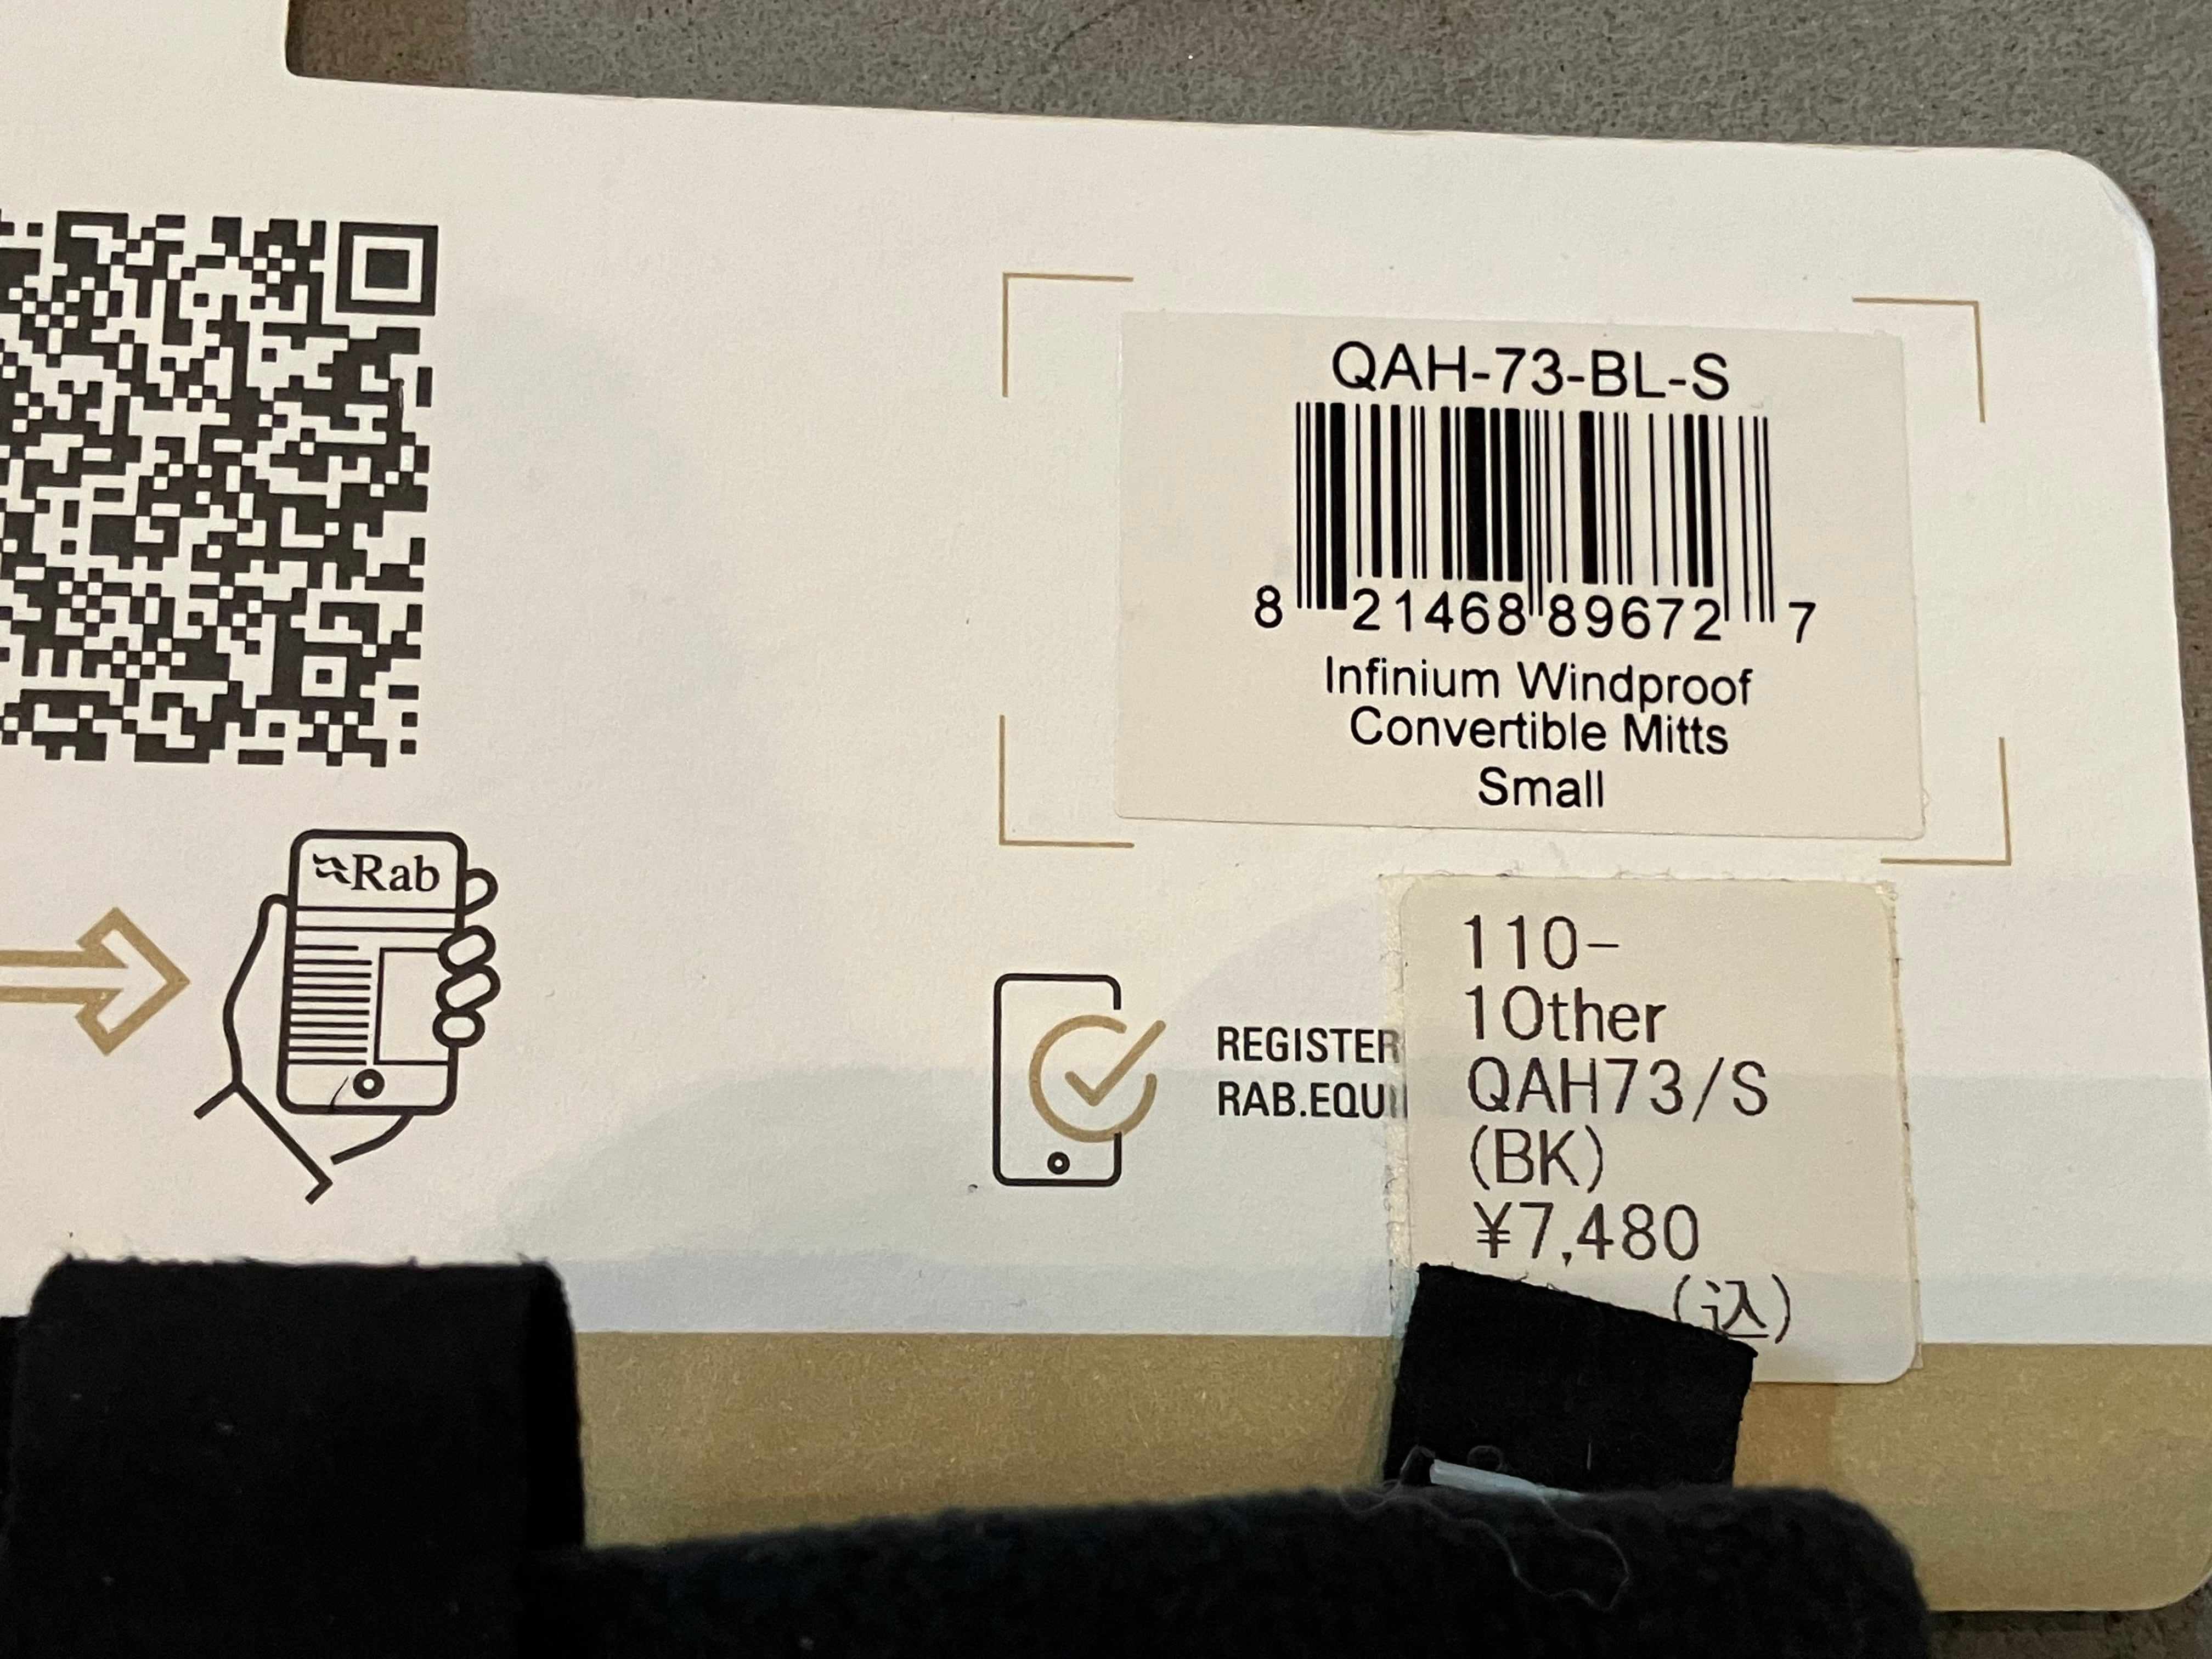 QAH-73-BL-S
8 21468 89672 7
Infinium Windproof
Convertible Mitts
Small
Rab
REGISTER
RAB.EQUI
110-
1Other
QAH73/S
(BK)
¥7,480
(込)